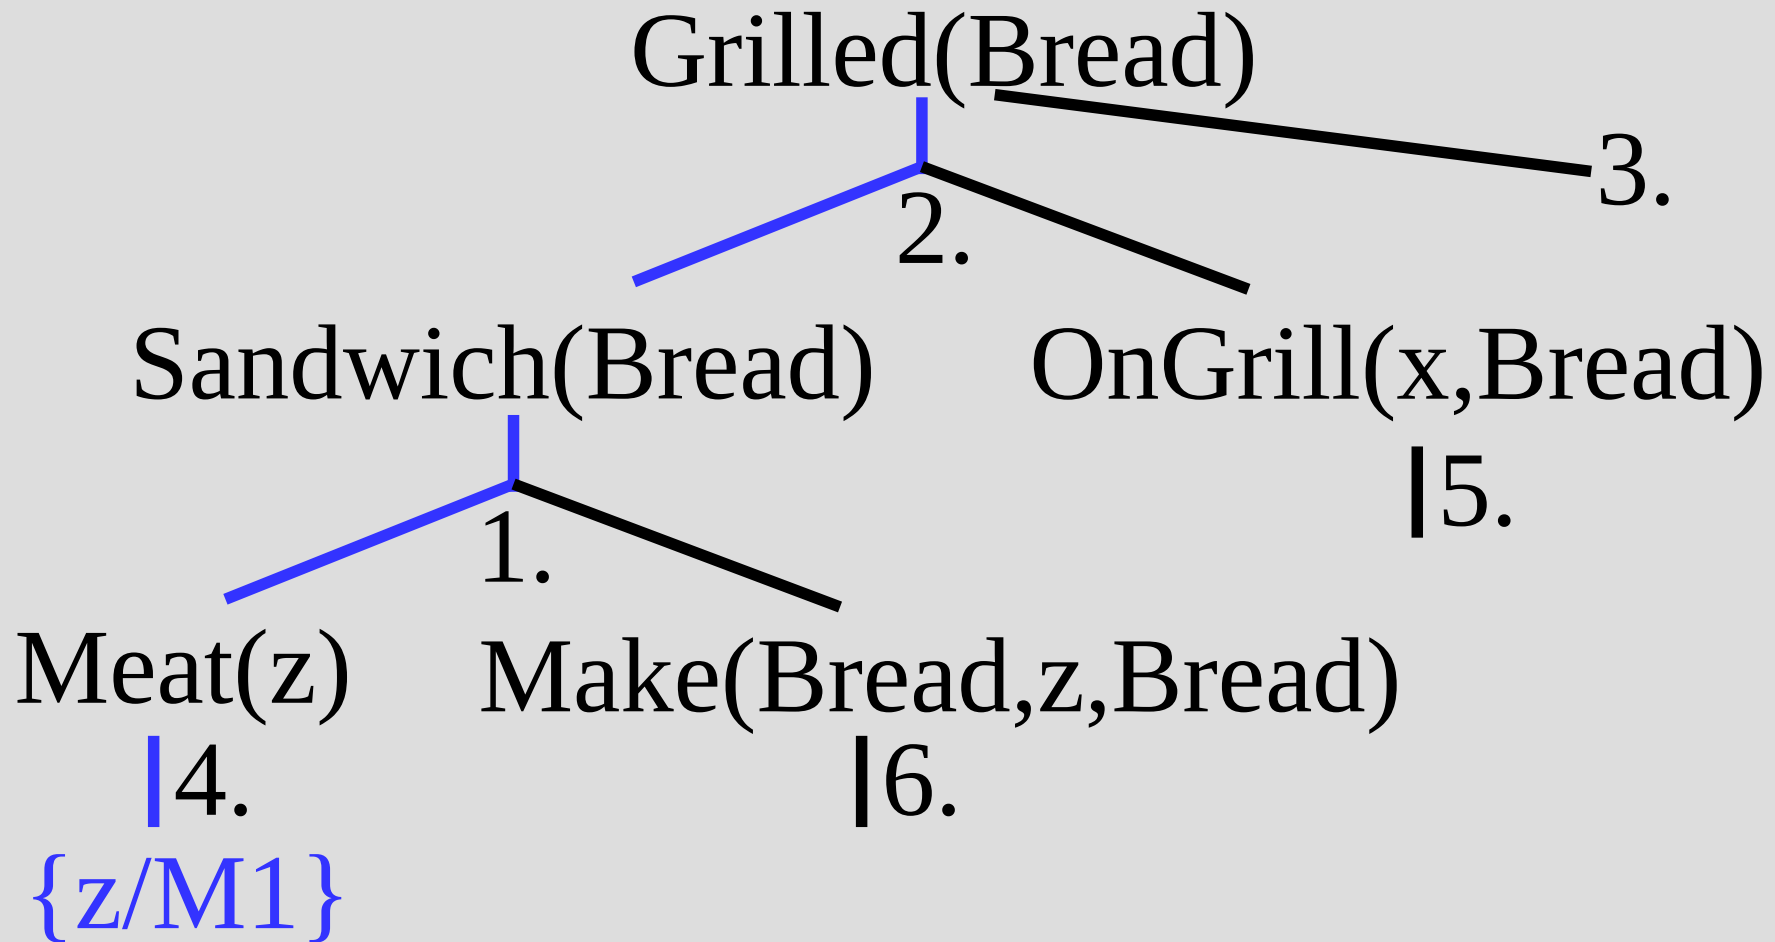 Grilled(Bread)
3.
2.
Sandwich(Bread)
OnGrill(x,Bread)
5.
1.
Meat(z)
Make(Bread,z,Bread)
4.
6.
{z/M1}